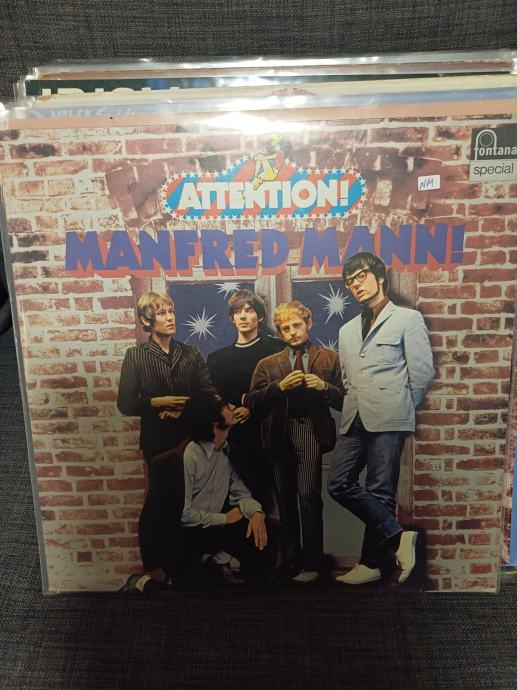 fontana
special
ATTENTION!
NM
MANFRED MANN!